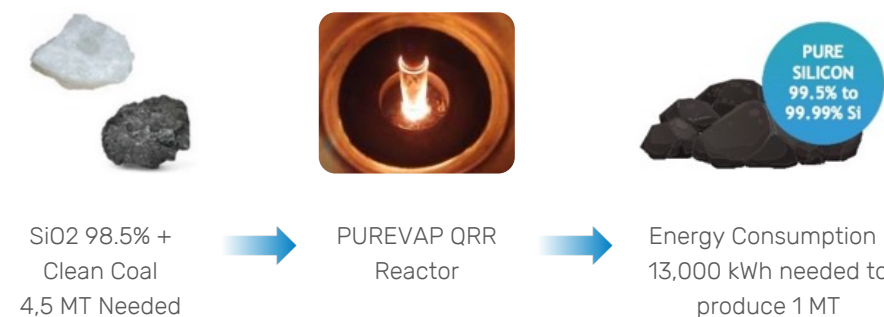 PURE
SILICON
99.5% to
99.99% Si
SiO2 98.5% +
Clean Coal
4,5 MT Needed
PUREVAP QRR
Reactor
Energy Consumption
13,000 kWh needed to
produce 1 MT